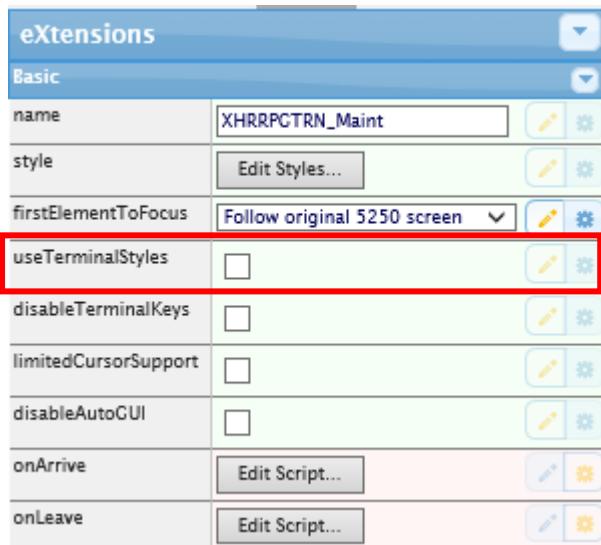 eXtensions
Basic
name XHRRPGTRN_Maint
style Edit Styles...
firstElementToFocus Follow original 5250 screen
useTerminalStyles
disableTerminalKeys
limitedCursorSupport
disableAutoGUI
onArrive Edit Script...
onLeave Edit Script...